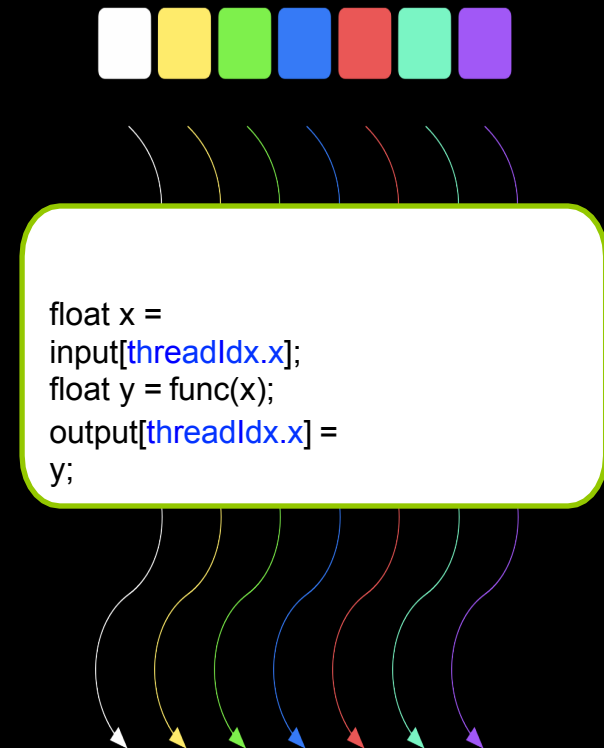 float x =
input[threadIdx.x];
float y = func(x);
output[threadIdx.x] =
y;